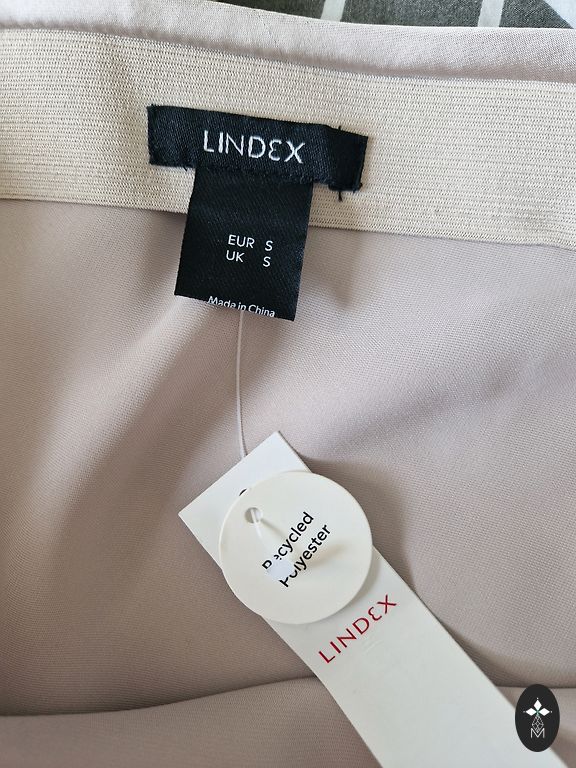 LINDEX
EUR S
UK S
Made in China
Recycled
Polyester
LINDEX
M